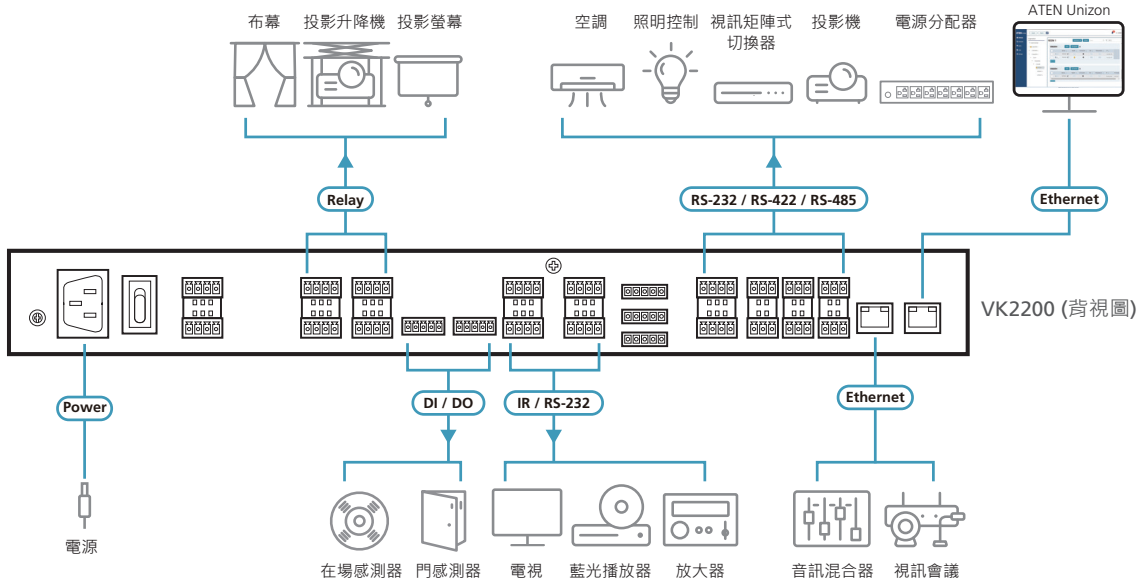 布幕
投影升降機
投影螢幕
空調
照明控制
視訊矩陣式
切換器
投影機
電源分配器
ATEN Unizon
Relay
RS-232 / RS-422 / RS-485
Ethernet
VK2200 (背視圖)
Power
DI / DO
IR / RS-232
Ethernet
電源
在場感測器
門感測器
電視
藍光播放器
放大器
音訊混合器
視訊會議